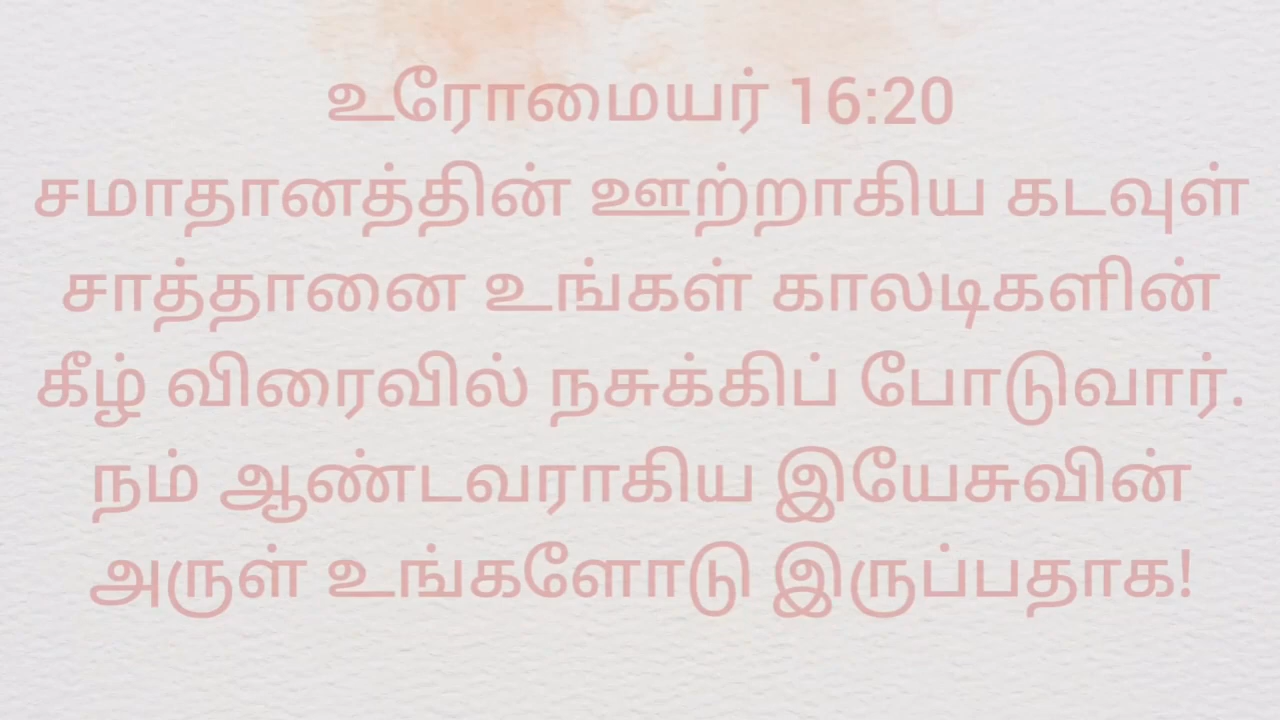 உரோமையர் 16:20
சமாதானத்தின் ஊற்றாகிய கடவுள்
சாத்தானை உங்கள் காலடிகளின்
கீழ் விரைவில் நசுக்கிப் போடுவார்.
நம் ஆண்டவராகிய இயேசுவின்
அருள் உங்களோடு இருப்பதாக!